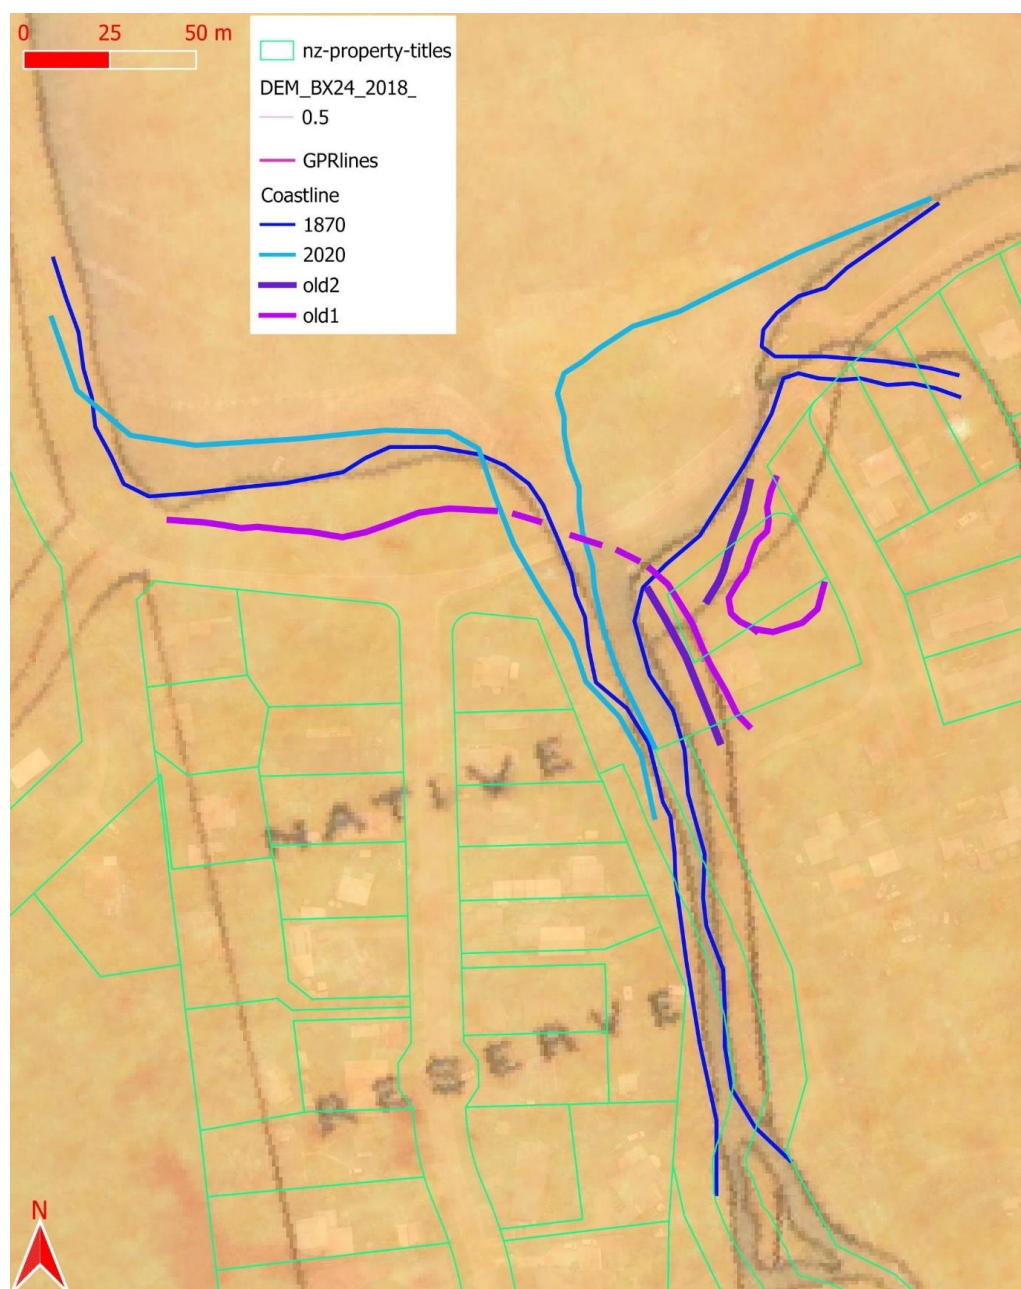 0 25 50 m
nz-property-titles
DEM_BX24_2018_
0.5
GPRlines
Coastline
1870
2020
old2
old1
NATIVE
RESERVE
N